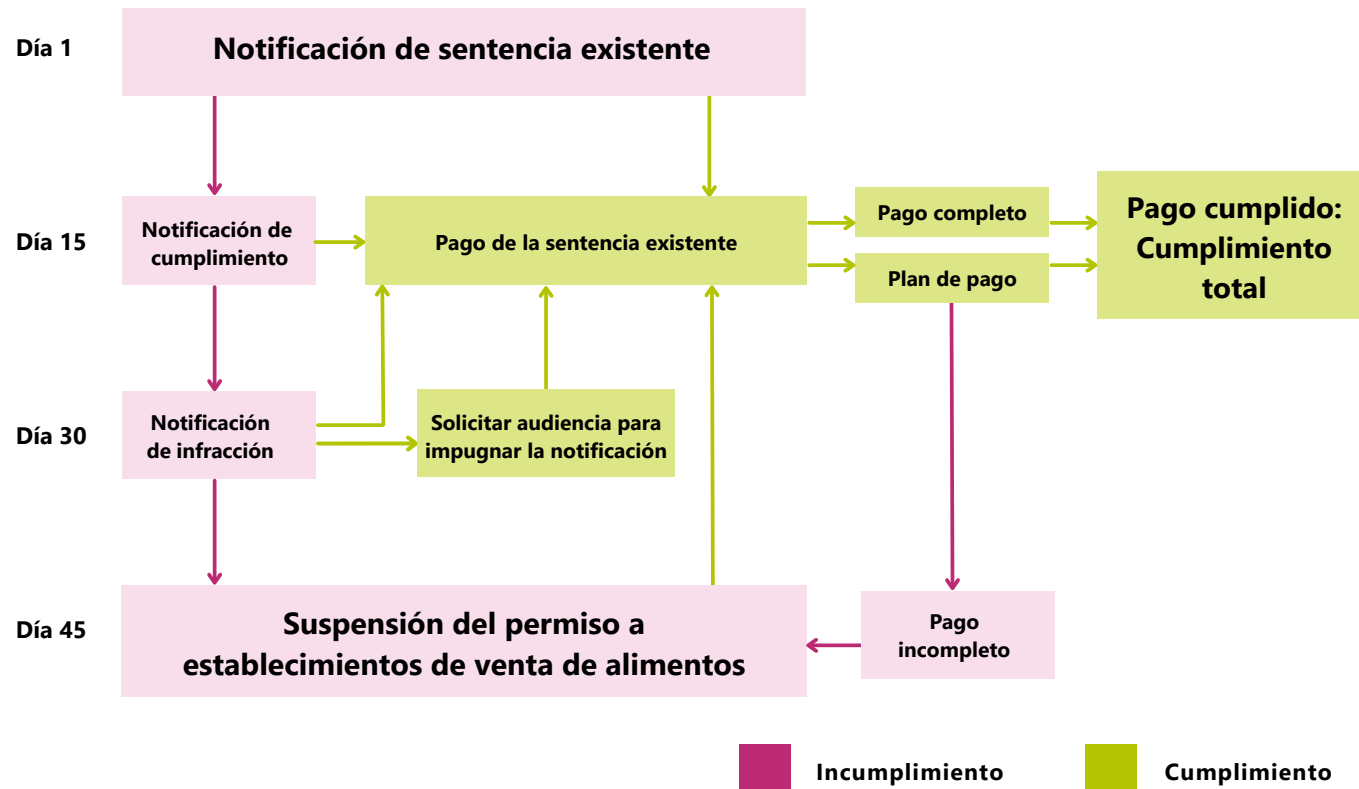 Día 1
Notificación de sentencia existente
Día 15
Notificación de
cumplimiento
Pago de la sentencia existente
Pago completo
Plan de pago
Pago cumplido:
Cumplimiento
total
Día 30
Notificación
de infracción
Solicitar audiencia para
impugnar la notificación
Día 45
Suspensión del permiso a
establecimientos de venta de alimentos
Pago
incompleto
Incumplimiento
Cumplimiento